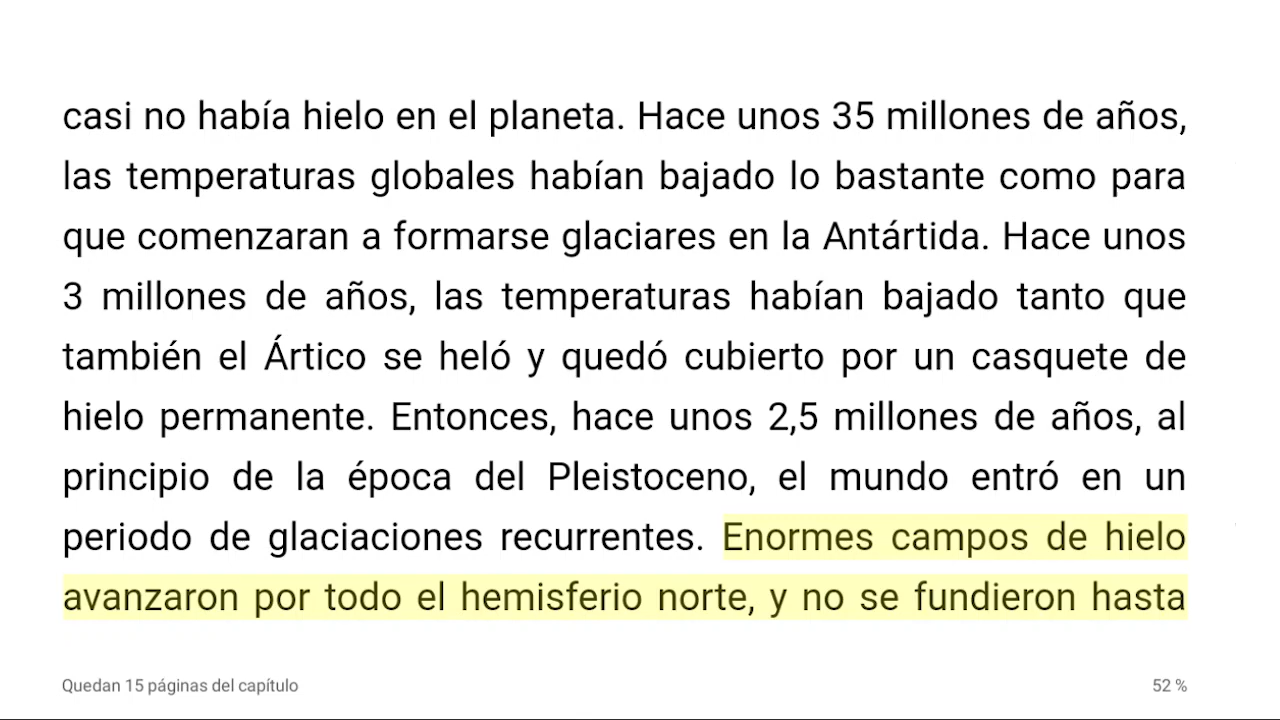 casi no había hielo en el planeta. Hace unos 35 millones de años,
las temperaturas globales habían bajado lo bastante como para
que comenzaran a formarse glaciares en la Antártida. Hace unos
3 millones de años, las temperaturas habían bajado tanto que
también el Ártico se heló y quedó cubierto por un casquete de
hielo permanente. Entonces, hace unos 2,5 millones de años, al
principio de la época del Pleistoceno, el mundo entró en un
periodo de glaciaciones recurrentes. Enormes campos de hielo
avanzaron por todo el hemisferio norte, y no se fundieron hasta
Quedan 15 páginas del capítulo
52 %